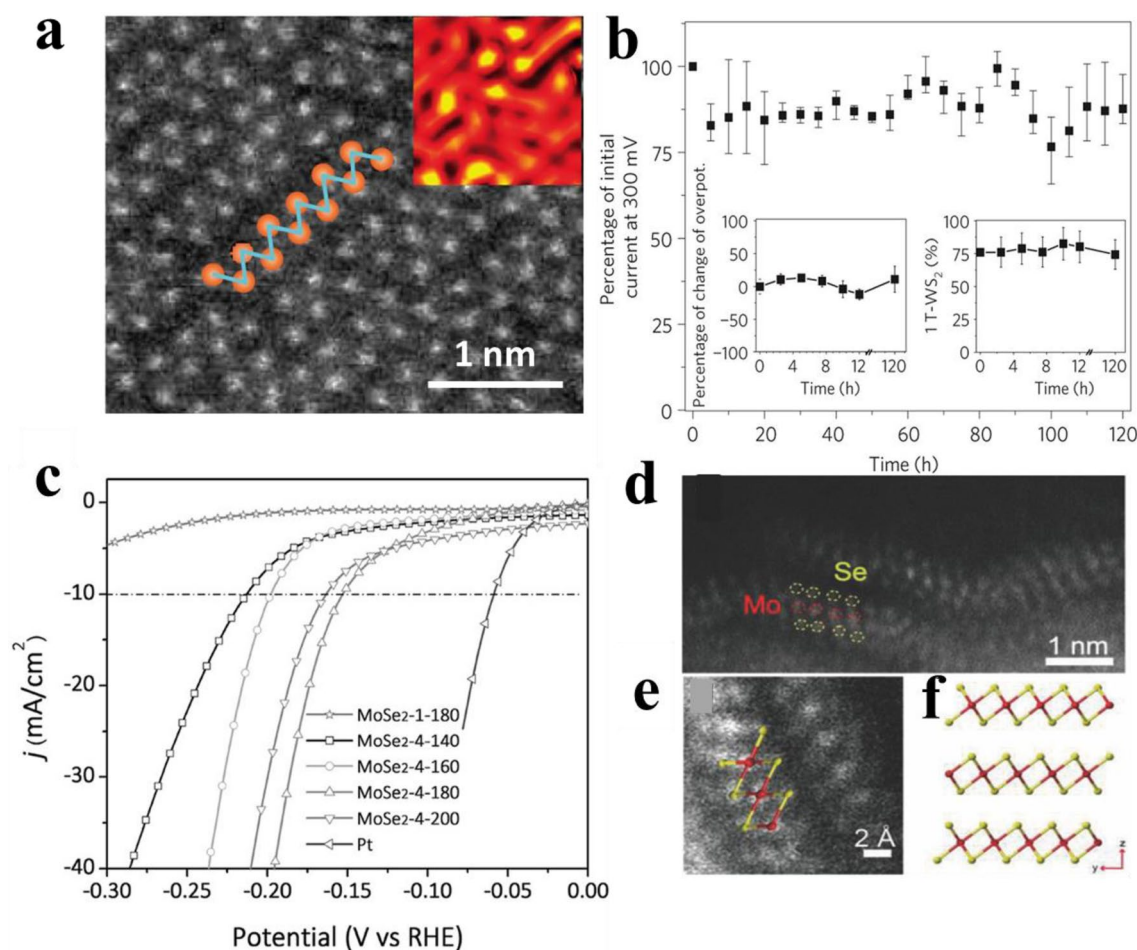 a
1 nm
b
Percentage of initial
current at 300 mV
100
75
50
25
0
0
20
40
60
80
100
120
Time (h)
Percentage of change of overpot.
100
50
0
−50
−100
0
4
8
12
120
Time (h)
1T-WS₂ (%)
100
75
50
25
0
0
4
8
12
120
Time (h)
c
j (mA/cm²)
0
-10
-20
-30
-40
-0.30
-0.25
-0.20
-0.15
-0.10
-0.05
0.00
Potential (V vs RHE)
MoSe₂-1-180
MoSe₂-4-140
MoSe₂-4-160
MoSe₂-4-180
MoSe₂-4-200
Pt
d
Se
Mo
1 nm
e
2 Å
f
z
y